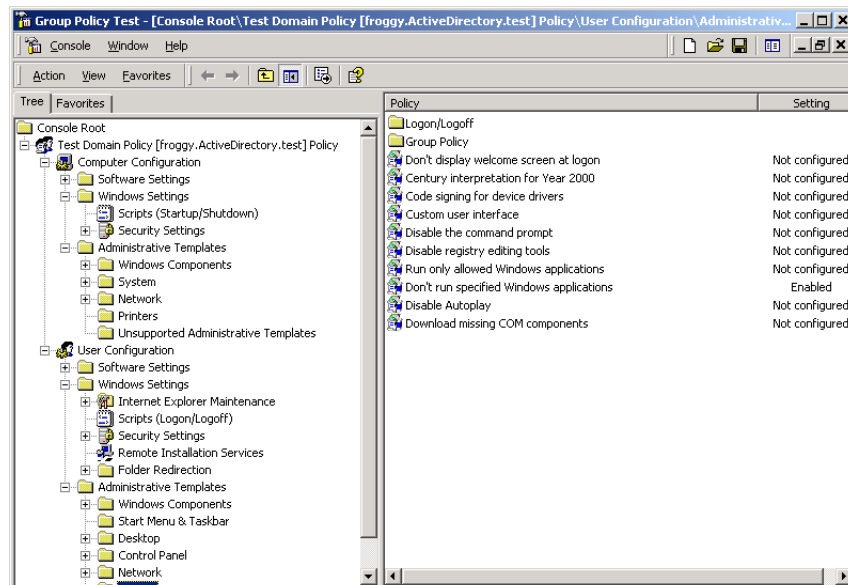 Group Policy Test - [Console Root\Test Domain Policy [froggy.ActiveDirectory.test] Policy\User Configuration\Administrativ...
Console Window Help
Action View Favorites
Tree Favorites
Console Root
Test Domain Policy [froggy.ActiveDirectory.test] Policy
Computer Configuration
Software Settings
Windows Settings
Scripts (Startup/Shutdown)
Security Settings
Administrative Templates
Windows Components
System
Network
Printers
Unsupported Administrative Templates
User Configuration
Software Settings
Windows Settings
Internet Explorer Maintenance
Scripts (Logon/Logoff)
Security Settings
Remote Installation Services
Folder Redirection
Administrative Templates
Windows Components
Start Menu & Taskbar
Desktop
Control Panel
Network
Policy Setting
Logon/Logoff
Group Policy
Don't display welcome screen at logon Not configured
Century interpretation for Year 2000 Not configured
Code signing for device drivers Not configured
Custom user interface Not configured
Disable the command prompt Not configured
Disable registry editing tools Not configured
Run only allowed Windows applications Not configured
Don't run specified Windows applications Enabled
Disable Autoplay Not configured
Download missing COM components Not configured